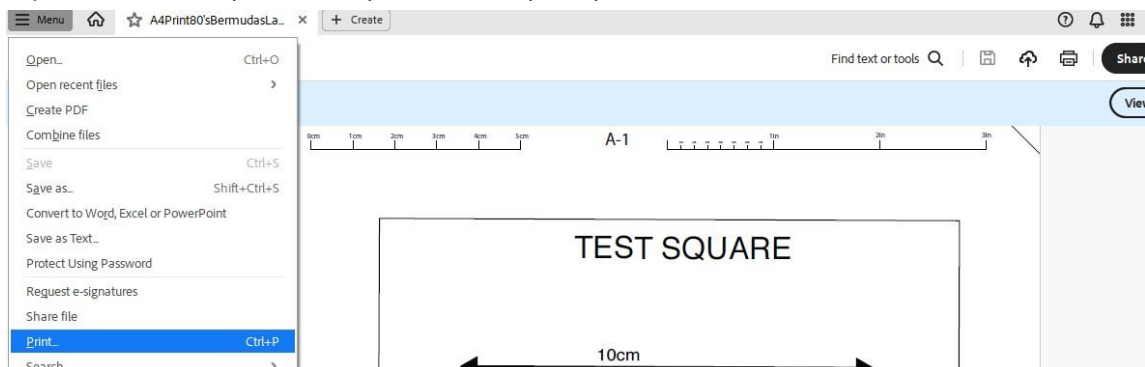 Menu A4Print80'sBermudasLa... + Create
Open... Ctrl+O
Find text or tools
Share
Open recent files
View
Create PDF
Combine files
0cm 1cm 2cm 3cm 4cm 5cm A-1 1in 2in 3in
Save Ctrl+S
Save as... Shift+Ctrl+S
Convert to Word, Excel or PowerPoint
Save as Text...
TEST SQUARE
Protect Using Password
Request e-signatures
Share file
Print... Ctrl+P
10cm
Search